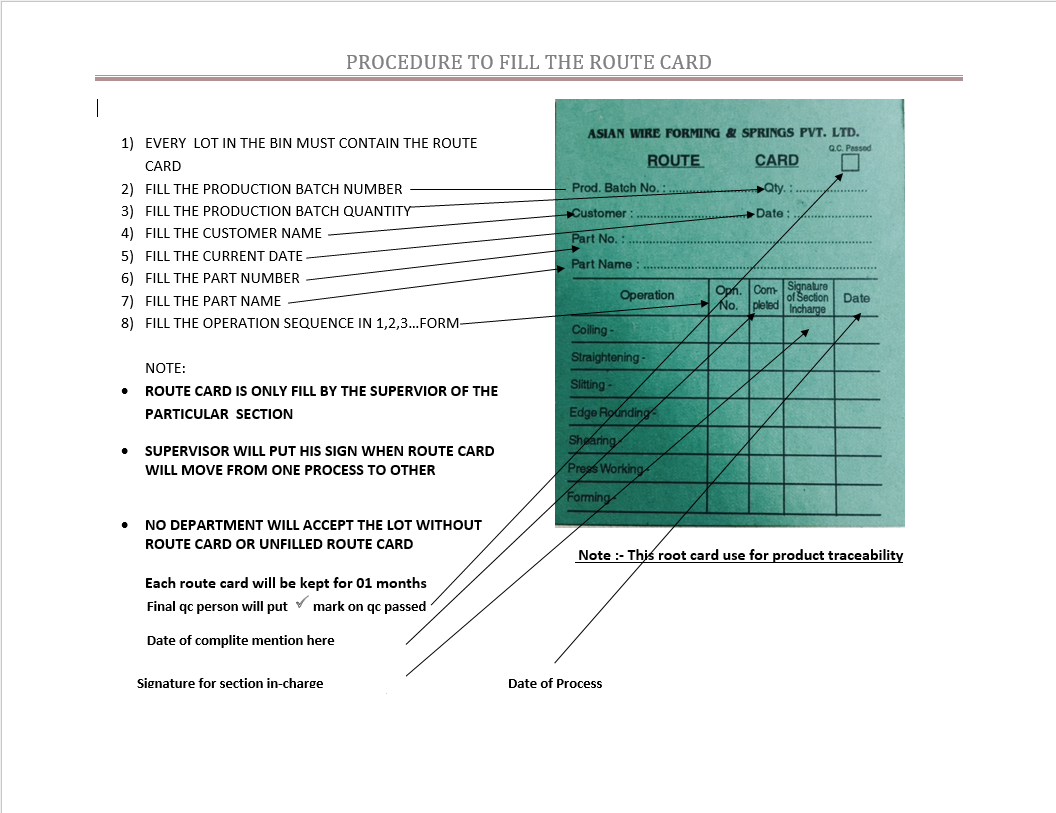 PROCEDURE TO FILL THE ROUTE CARD
1) EVERY LOT IN THE BIN MUST CONTAIN THE ROUTE
CARD
2) FILL THE PRODUCTION BATCH NUMBER
3) FILL THE PRODUCTION BATCH QUANTITY
4) FILL THE CUSTOMER NAME
5) FILL THE CURRENT DATE
6) FILL THE PART NUMBER
7) FILL THE PART NAME
8) FILL THE OPERATION SEQUENCE IN 1,2,3...FORM
NOTE:
• ROUTE CARD IS ONLY FILL BY THE SUPERVIOR OF THE
PARTICULAR SECTION
• SUPERVISOR WILL PUT HIS SIGN WHEN ROUTE CARD
WILL MOVE FROM ONE PROCESS TO OTHER
• NO DEPARTMENT WILL ACCEPT THE LOT WITHOUT
ROUTE CARD OR UNFILLED ROUTE CARD
Each route card will be kept for 01 months
Final qc person will put ✓ mark on qc passed
Date of complite mention here
Signature for section in-charge
Date of Process
ASIAN WIRE FORMING & SPRINGS PVT. LTD.
Q.C. Passed
ROUTE CARD
Prod. Batch No. : .................... Qty. : ....................
Customer : .................... Date : ....................
Part No. : ....................
Part Name : ....................
Operation
Opn.
No.
Com-
pleted
Signature
of Section
Incharge
Date
Coiling -
Straightening -
Slitting -
Edge Rounding -
Shearing -
Press Working -
Forming -
Note :- This root card use for product traceability